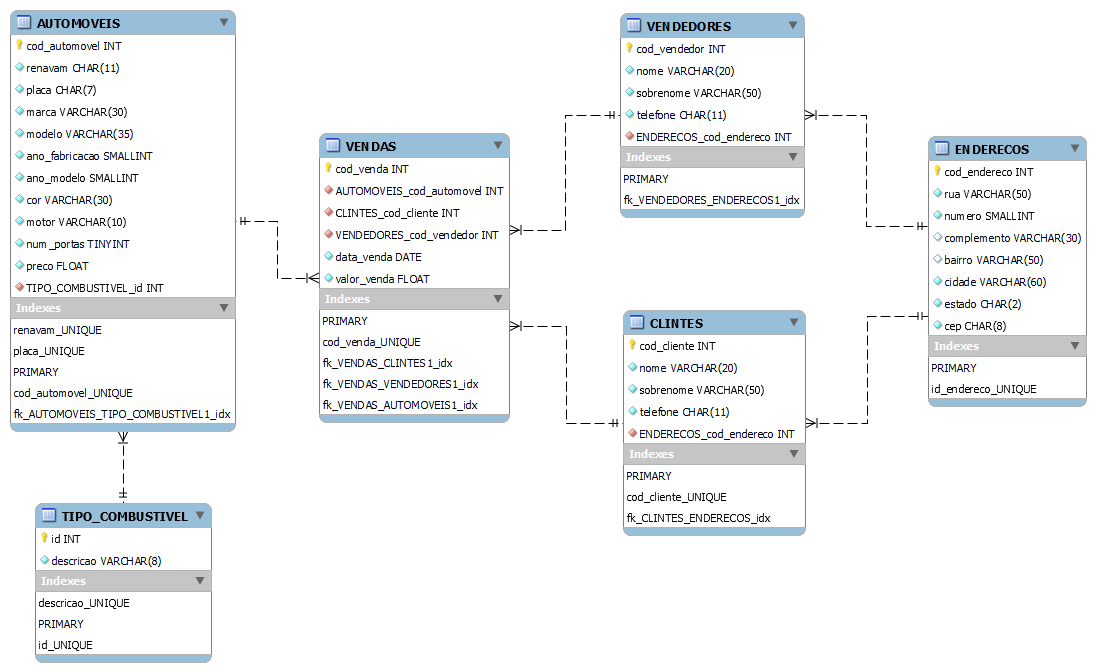 AUTOMOVEIS
cod_automovel INT
renavam CHAR(11)
placa CHAR(7)
marca VARCHAR(30)
modelo VARCHAR(35)
ano_fabricacao SMALLINT
ano_modelo SMALLINT
cor VARCHAR(30)
motor VARCHAR(10)
num_portas TINYINT
preco FLOAT
TIPO_COMBUSTIVEL_id INT
Indexes
renavam_UNIQUE
placa_UNIQUE
PRIMARY
cod_automovel_UNIQUE
fk_AUTOMOVEIS_TIPO_COMBUSTIVEL1_idx
TIPO_COMBUSTIVEL
id INT
descricao VARCHAR(8)
Indexes
descricao_UNIQUE
PRIMARY
id_UNIQUE
VENDAS
cod_venda INT
AUTOMOVEIS_cod_automovel INT
CLINTES_cod_cliente INT
VENDEDORES_cod_vendedor INT
data_venda DATE
valor_venda FLOAT
Indexes
PRIMARY
cod_venda_UNIQUE
fk_VENDAS_CLINTES1_idx
fk_VENDAS_VENDEDORES1_idx
fk_VENDAS_AUTOMOVEIS1_idx
VENDEDORES
cod_vendedor INT
nome VARCHAR(20)
sobrenome VARCHAR(50)
telefone CHAR(11)
ENDERECOS_cod_endereco INT
Indexes
PRIMARY
fk_VENDEDORES_ENDERECOS1_idx
CLINTES
cod_cliente INT
nome VARCHAR(20)
sobrenome VARCHAR(50)
telefone CHAR(11)
ENDERECOS_cod_endereco INT
Indexes
PRIMARY
cod_cliente_UNIQUE
fk_CLINTES_ENDERECOS_idx
ENDERECOS
cod_endereco INT
rua VARCHAR(50)
numero SMALLINT
complemento VARCHAR(30)
bairro VARCHAR(50)
cidade VARCHAR(60)
estado CHAR(2)
cep CHAR(8)
Indexes
PRIMARY
id_endereco_UNIQUE